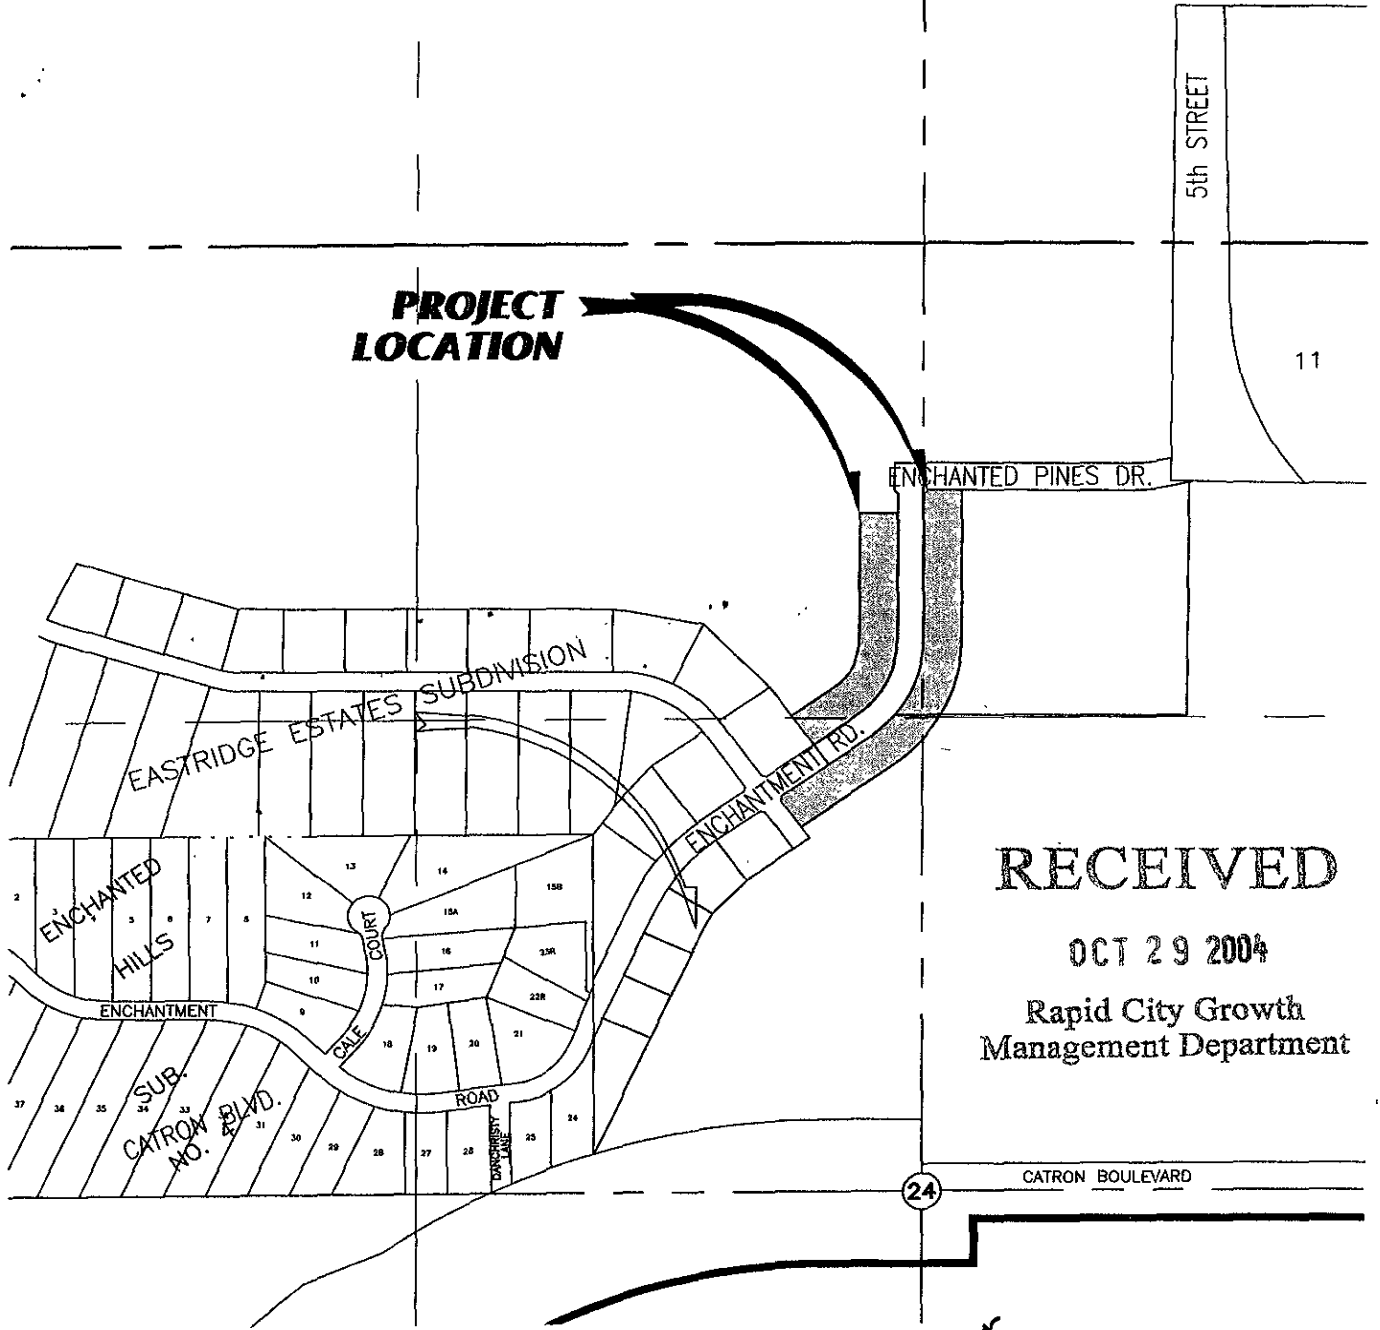 5th STREET
PROJECT
LOCATION
11
ENCHANTED PINES DR.
EASTRIDGE ESTATES SUBDIVISION
ENCHANTMENT RD.
RECEIVED
OCT 29 2004
Rapid City Growth
Management Department
ENCHANTED
HILLS
SUB.
CATRON BLVD.
NO. 4
2
3
5
6
7
8
12
13
14
15B
15A
11
16
23R
10
17
22R
9
18
19
20
21
COURT
CALE
ENCHANTMENT
ROAD
DANCHRISTY
LANE
37
36
35
34
33
31
30
29
28
27
25
24
24
CATRON BOULEVARD